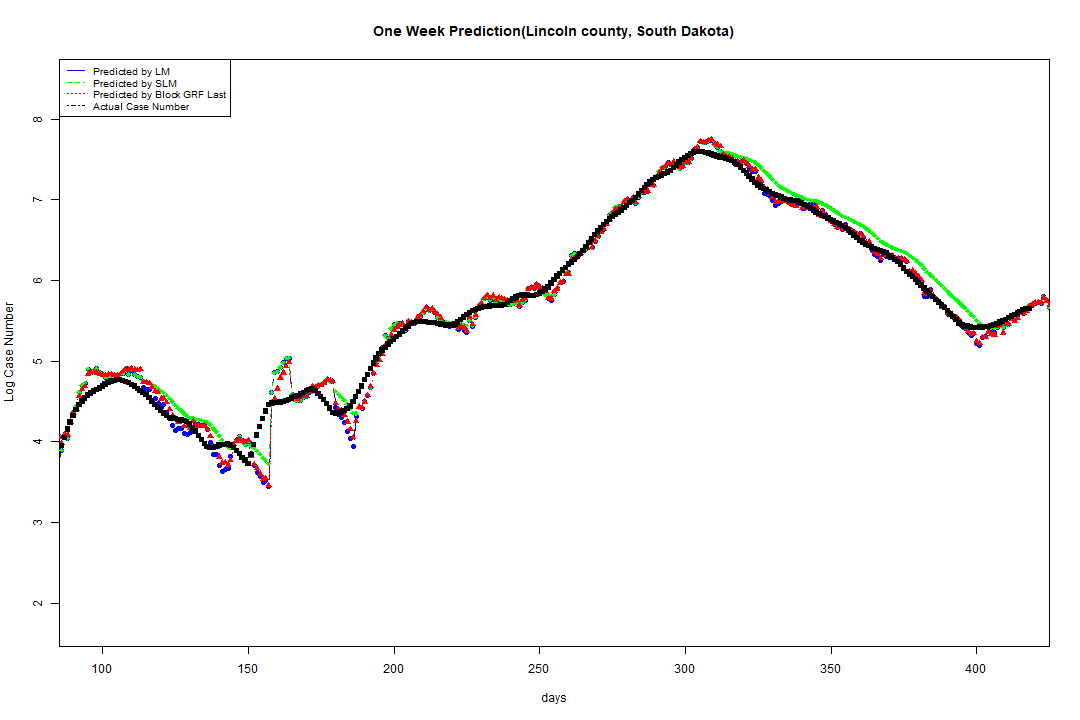 One Week Prediction(Lincoln county, South Dakota)
Predicted by LM
Predicted by SLM
Predicted by Block GRF Last
Actual Case Number
8
7
6
5
4
3
2
Log Case Number
100 150 200 250 300 350 400
days